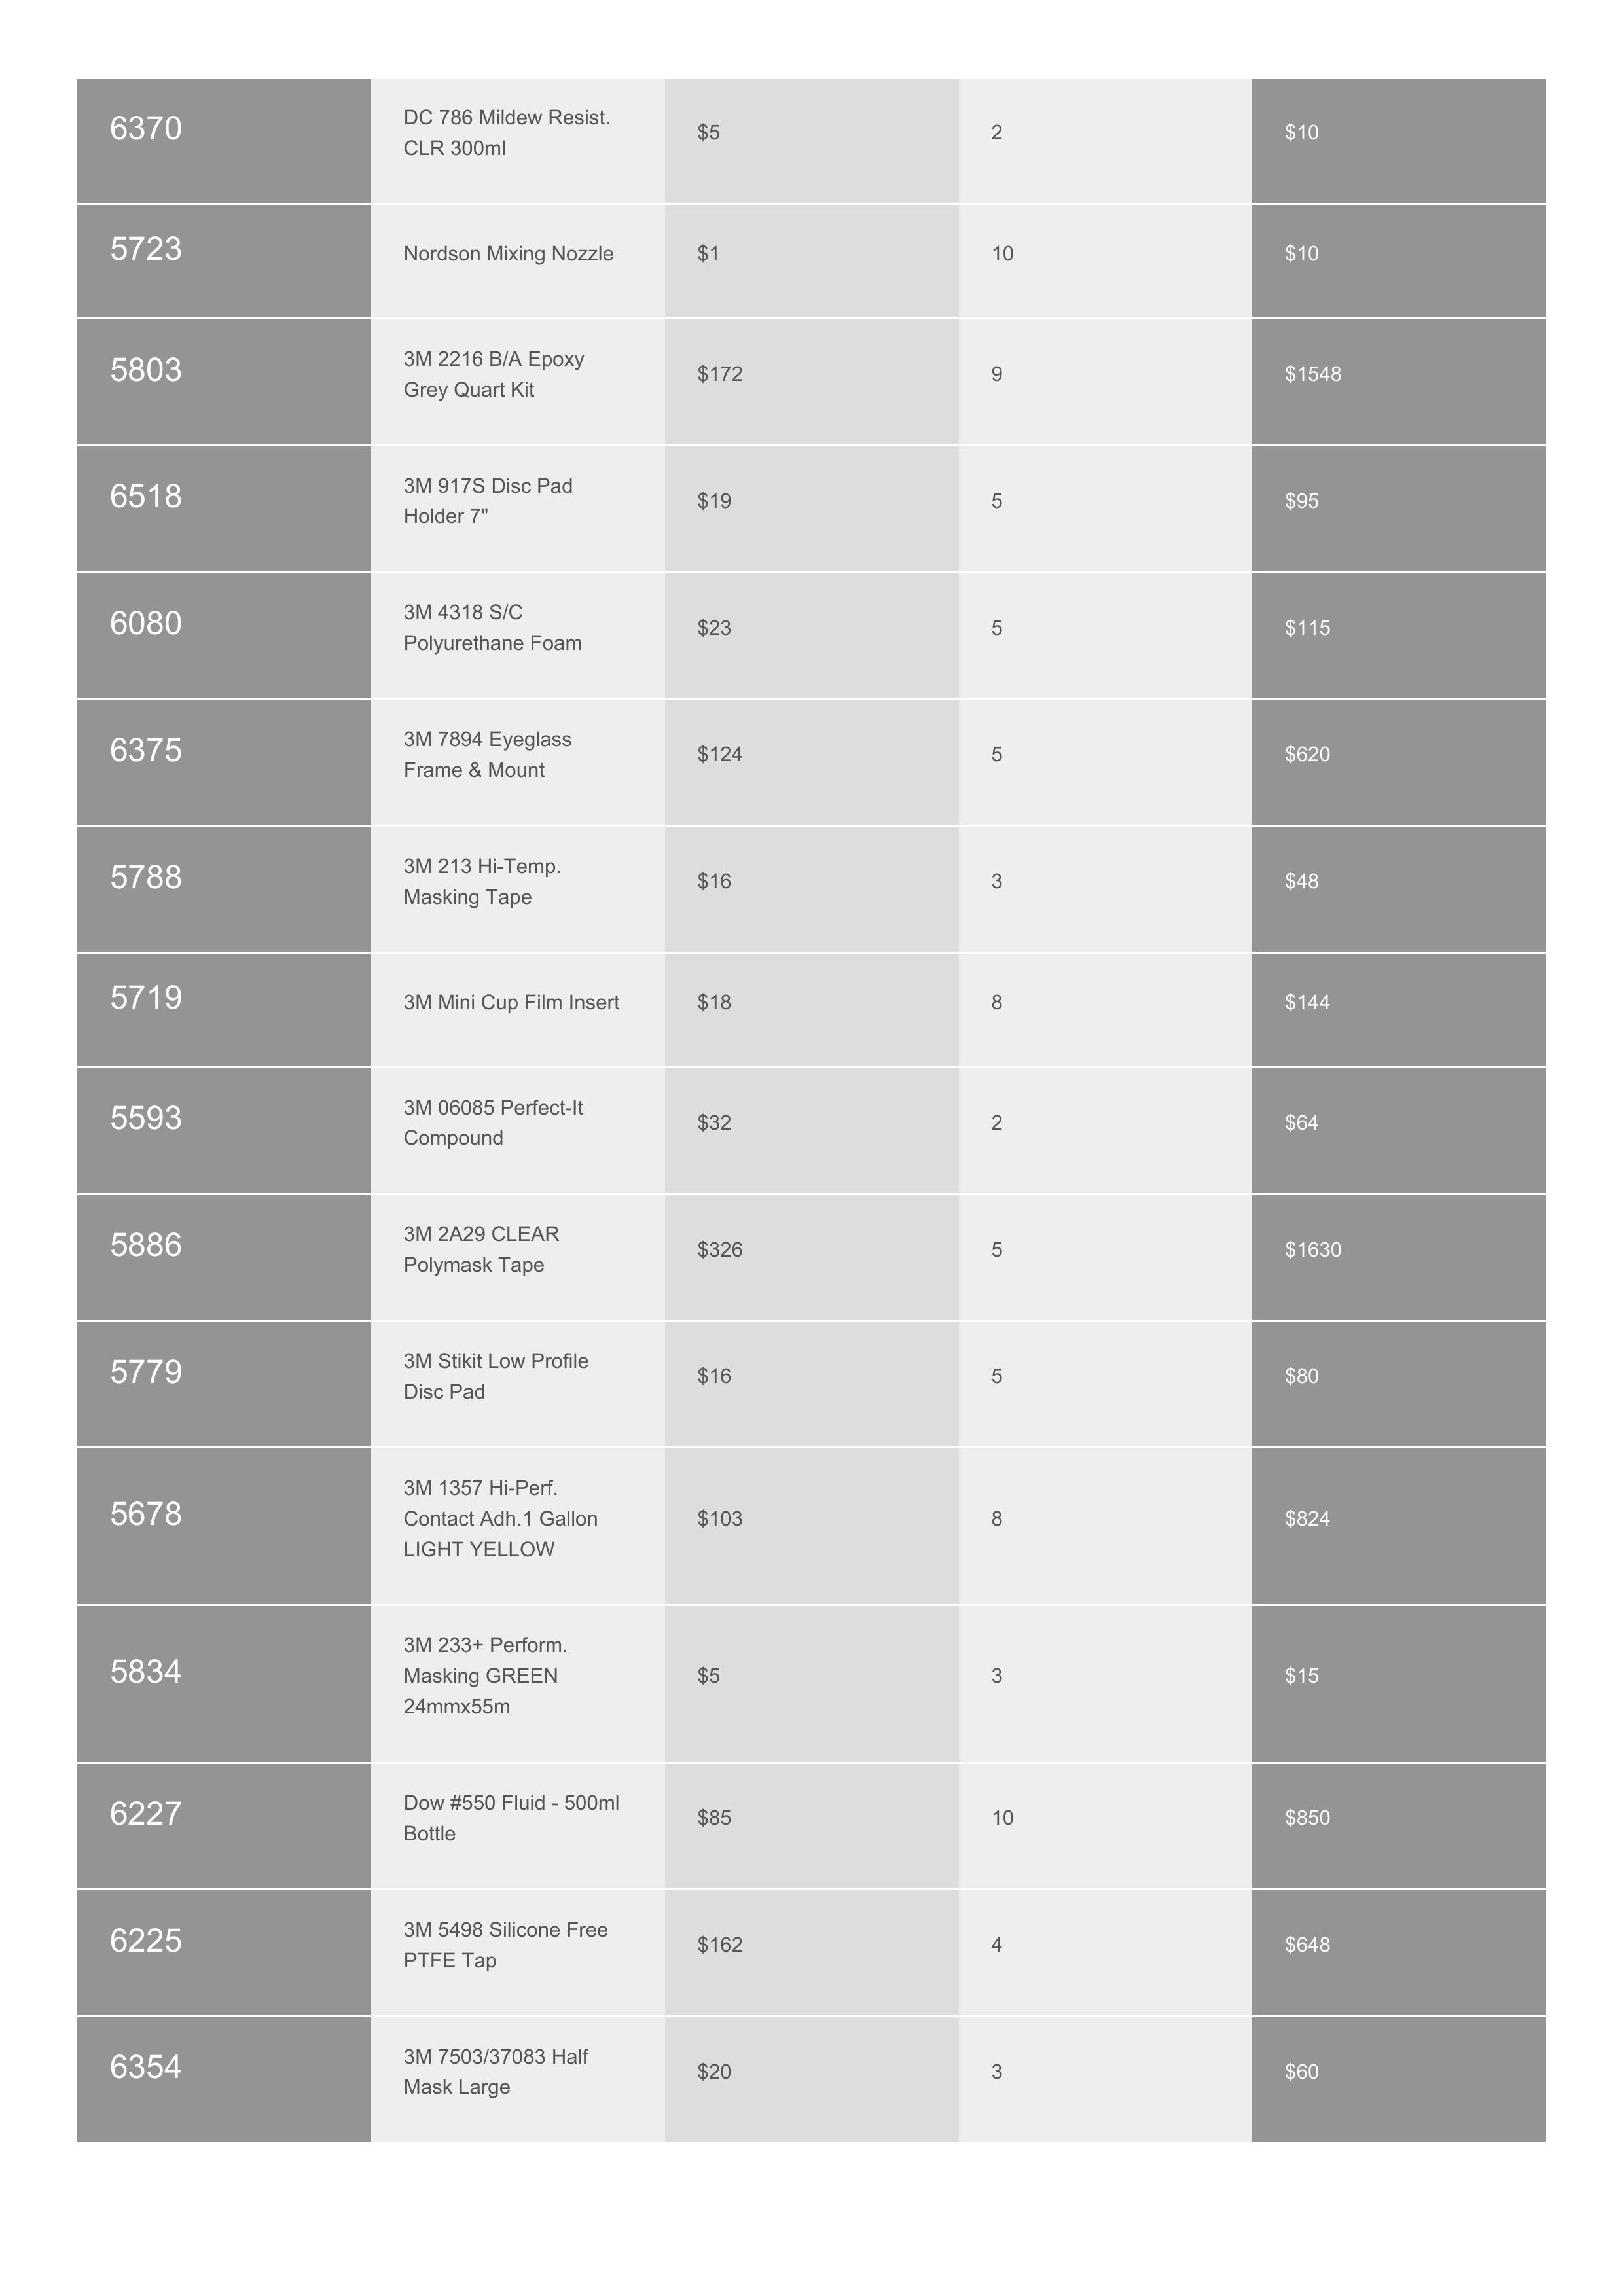 6370
DC 786 Mildew Resist.
CLR 300ml
$5
2
$10
5723
Nordson Mixing Nozzle
$1
10
$10
5803
3M 2216 B/A Epoxy
Grey Quart Kit
$172
9
$1548
6518
3M 917S Disc Pad
Holder 7"
$19
5
$95
6080
3M 4318 S/C
Polyurethane Foam
$23
5
$115
6375
3M 7894 Eyeglass
Frame & Mount
$124
5
$620
5788
3M 213 Hi-Temp.
Masking Tape
$16
3
$48
5719
3M Mini Cup Film Insert
$18
8
$144
5593
3M 06085 Perfect-It
Compound
$32
2
$64
5886
3M 2A29 CLEAR
Polymask Tape
$326
5
$1630
5779
3M Stikit Low Profile
Disc Pad
$16
5
$80
5678
3M 1357 Hi-Perf.
Contact Adh.1 Gallon
LIGHT YELLOW
$103
8
$824
5834
3M 233+ Perform.
Masking GREEN
24mmx55m
$5
3
$15
6227
Dow #550 Fluid - 500ml
Bottle
$85
10
$850
6225
3M 5498 Silicone Free
PTFE Tap
$162
4
$648
6354
3M 7503/37083 Half
Mask Large
$20
3
$60